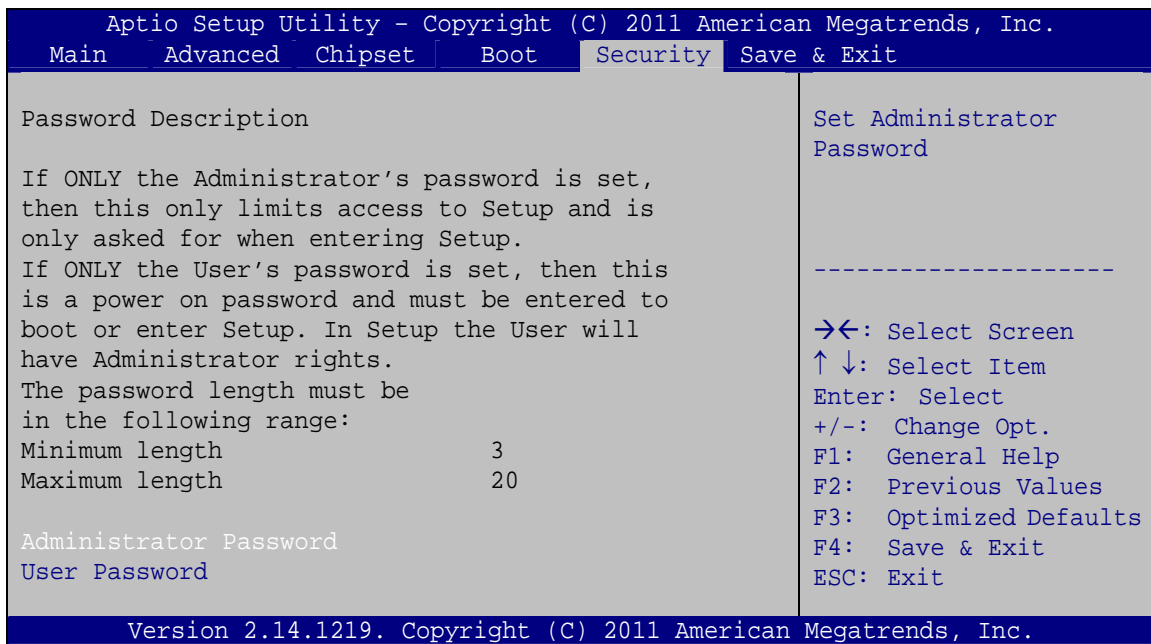 Aptio Setup Utility – Copyright (C) 2011 American Megatrends, Inc.
Main Advanced Chipset Boot Security Save & Exit
Password Description
If ONLY the Administrator's password is set,
then this only limits access to Setup and is
only asked for when entering Setup.
If ONLY the User's password is set, then this
is a power on password and must be entered to
boot or enter Setup. In Setup the User will
have Administrator rights.
The password length must be
in the following range:
Minimum length 3
Maximum length 20
Administrator Password
User Password
Set Administrator
Password
---------------------
→←: Select Screen
↑ ↓: Select Item
Enter: Select
+/-: Change Opt.
F1: General Help
F2: Previous Values
F3: Optimized Defaults
F4: Save & Exit
ESC: Exit
Version 2.14.1219. Copyright (C) 2011 American Megatrends, Inc.